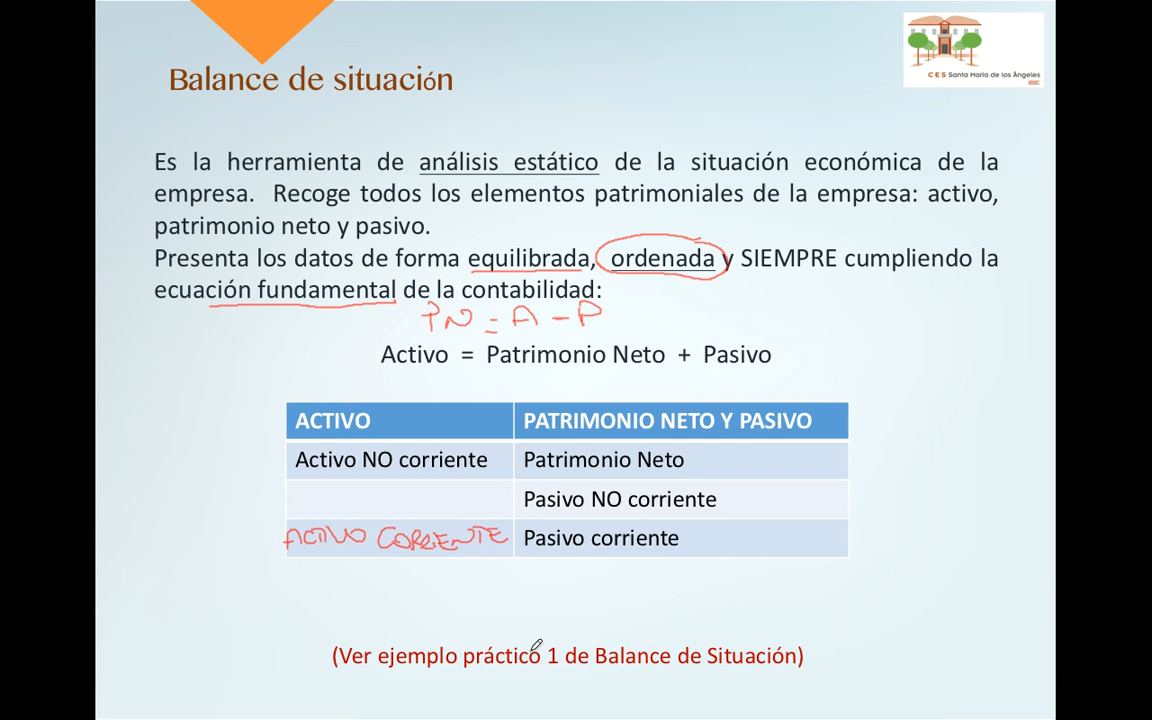 CES Santa María de los Ángeles
Balance de situación
Es la herramienta de análisis estático de la situación económica de la
empresa. Recoge todos los elementos patrimoniales de la empresa: activo,
patrimonio neto y pasivo.
Presenta los datos de forma equilibrada, ordenada y SIEMPRE cumpliendo la
ecuación fundamental de la contabilidad:
PN = A - P
Activo = Patrimonio Neto + Pasivo
ACTIVO PATRIMONIO NETO Y PASIVO
Activo NO corriente Patrimonio Neto
Pasivo NO corriente
ACTIVO CORRIENTE Pasivo corriente
(Ver ejemplo práctico 1 de Balance de Situación)